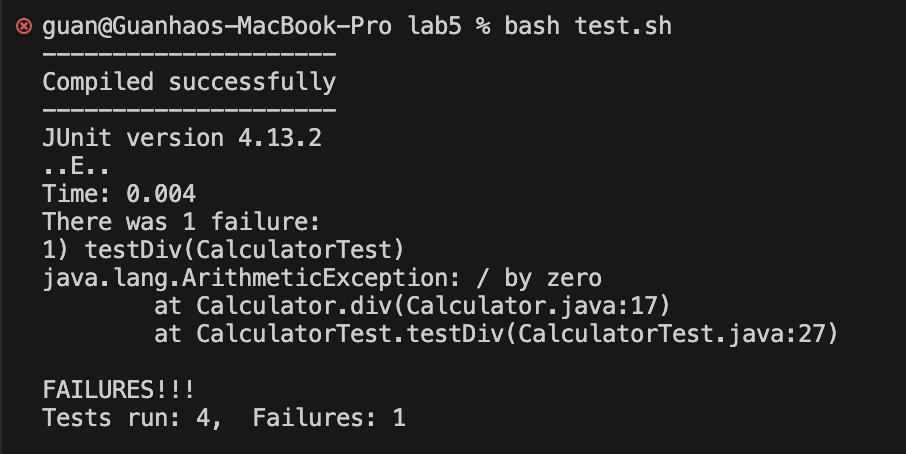 guan@Guanhaos-MacBook-Pro lab5 % bash test.sh
---------------------
Compiled successfully
---------------------
JUnit version 4.13.2
..E..
Time: 0.004
There was 1 failure:
1) testDiv(CalculatorTest)
java.lang.ArithmeticException: / by zero
        at Calculator.div(Calculator.java:17)
        at CalculatorTest.testDiv(CalculatorTest.java:27)

FAILURES!!!
Tests run: 4,  Failures: 1